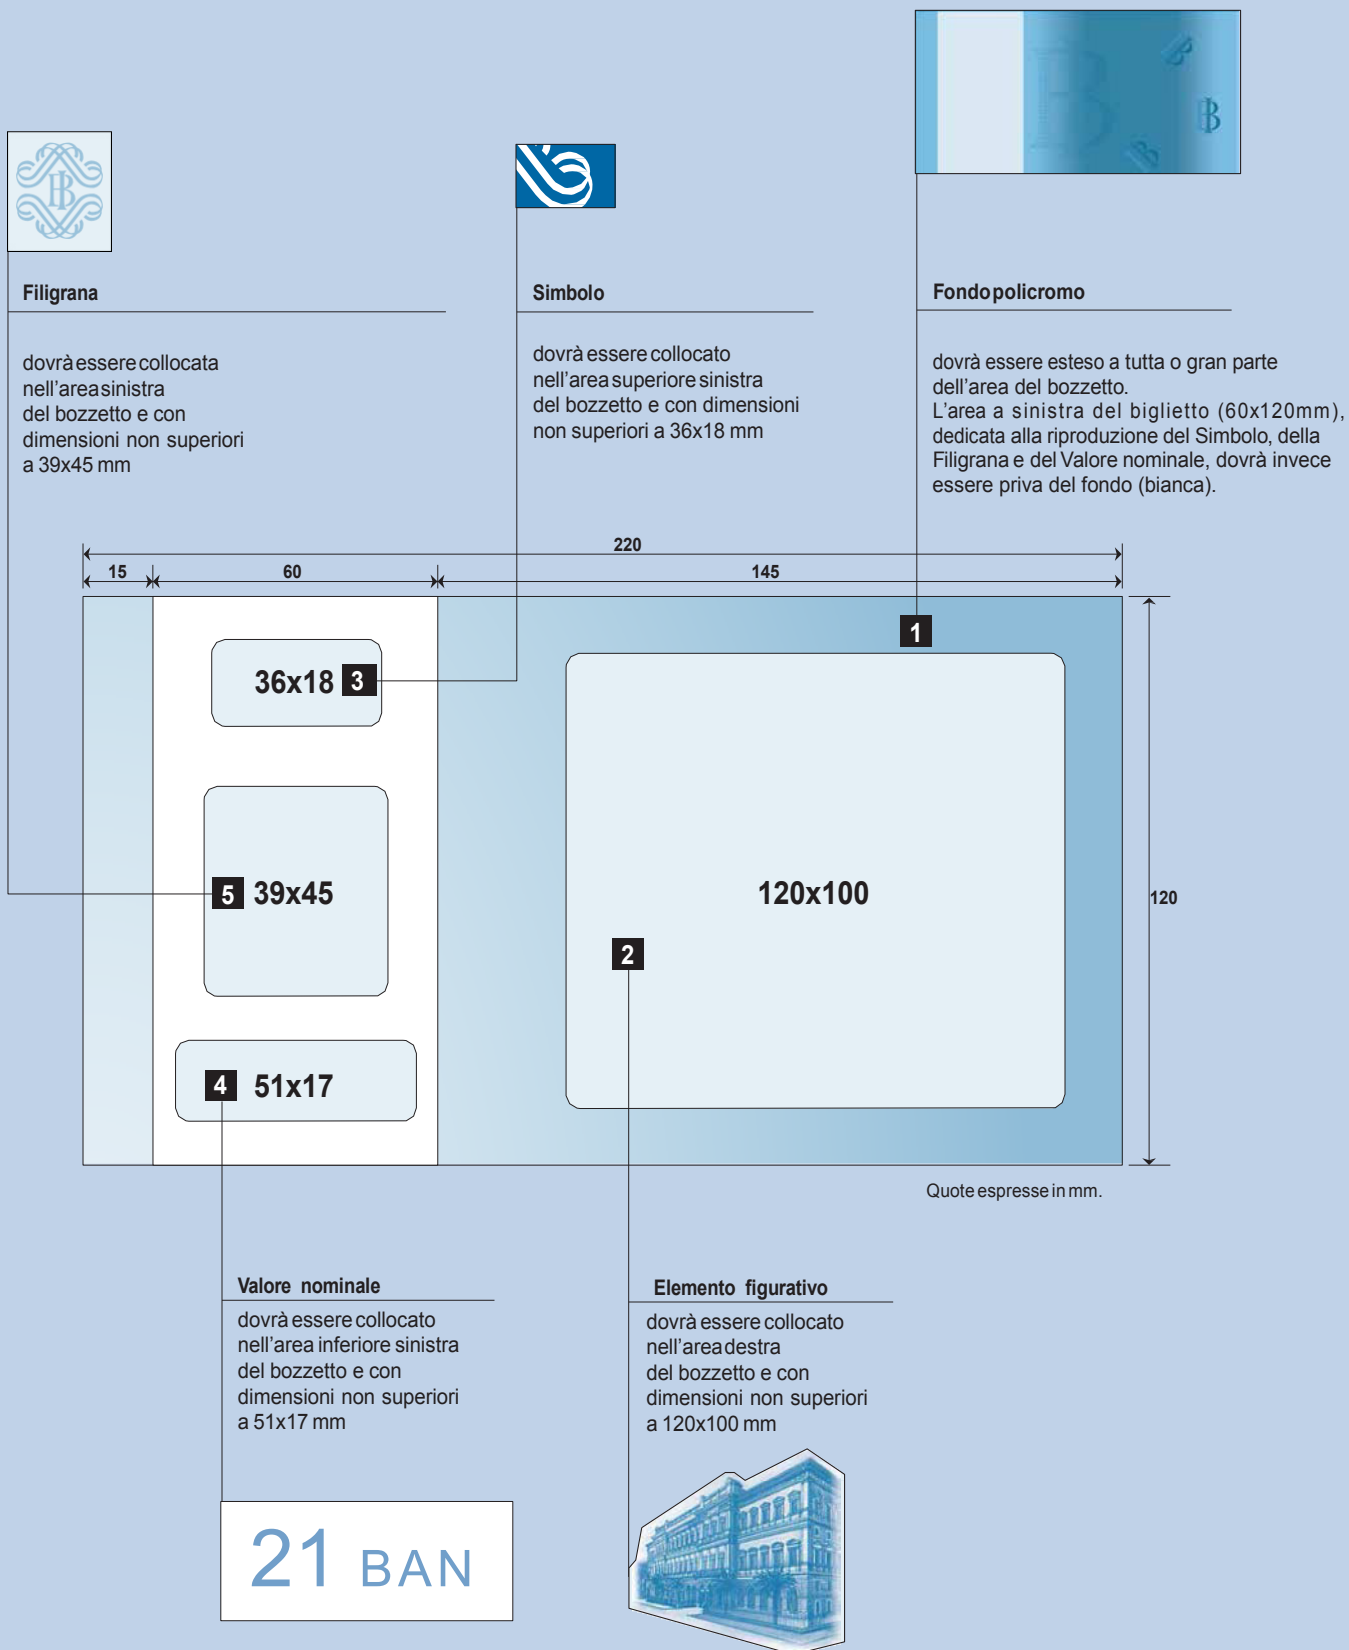 Filigrana
dovrà essere collocata
nell'area sinistra
del bozzetto e con
dimensioni non superiori
a 39x45 mm
Simbolo
dovrà essere collocato
nell'area superiore sinistra
del bozzetto e con dimensioni
non superiori a 36x18 mm
Fondo policromo
dovrà essere esteso a tutta o gran parte
dell'area del bozzetto.
L'area a sinistra del biglietto (60x120mm),
dedicata alla riproduzione del Simbolo, della
Filigrana e del Valore nominale, dovrà invece
essere priva del fondo (bianca).
220
15 60 145
1
36x18 3
5 39x45
120x100
120
2
4 51x17
Quote espresse in mm.
Valore nominale
dovrà essere collocato
nell'area inferiore sinistra
del bozzetto e con
dimensioni non superiori
a 51x17 mm
21 BAN
Elemento figurativo
dovrà essere collocato
nell'area destra
del bozzetto e con
dimensioni non superiori
a 120x100 mm